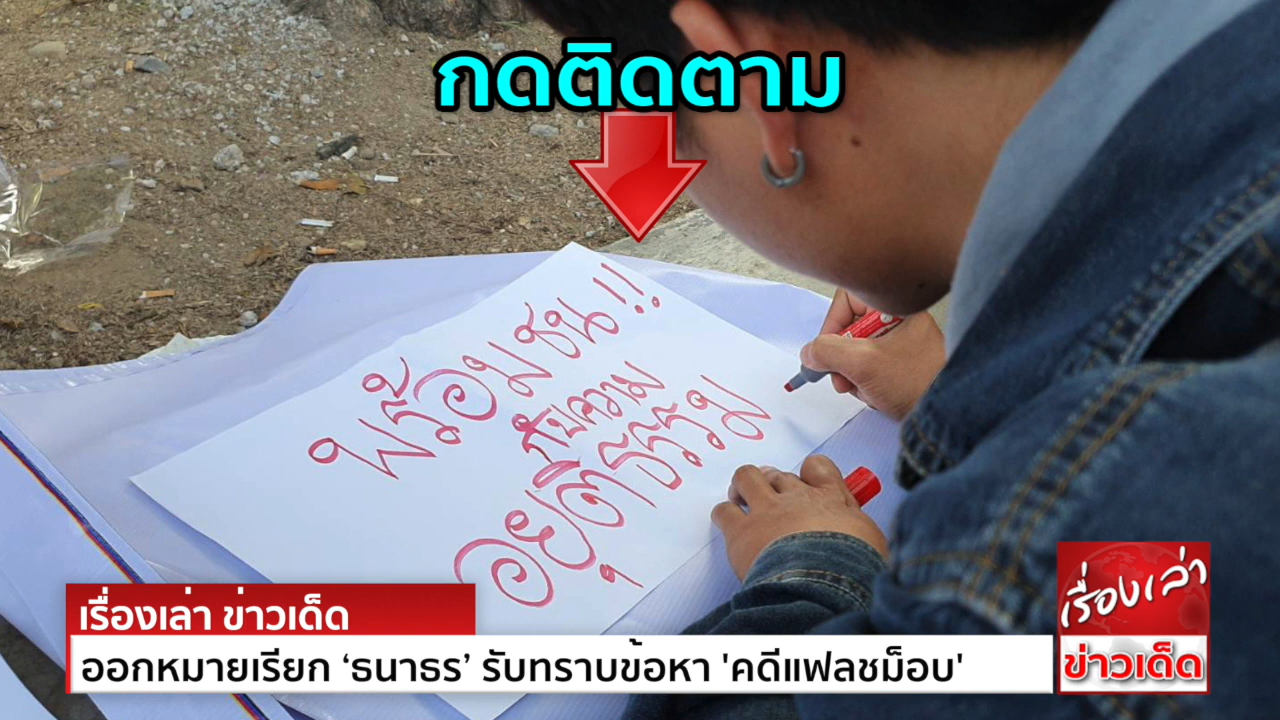 กดติดตาม
พร้อมชน!!
กับความ
อยุติธรรม
เรื่องเล่า ข่าวเด็ด
ออกหมายเรียก ‘ธนาธร’ รับทราบข้อหา 'คดีแฟลชม็อบ'
เรื่องเล่า
ข่าวเด็ด